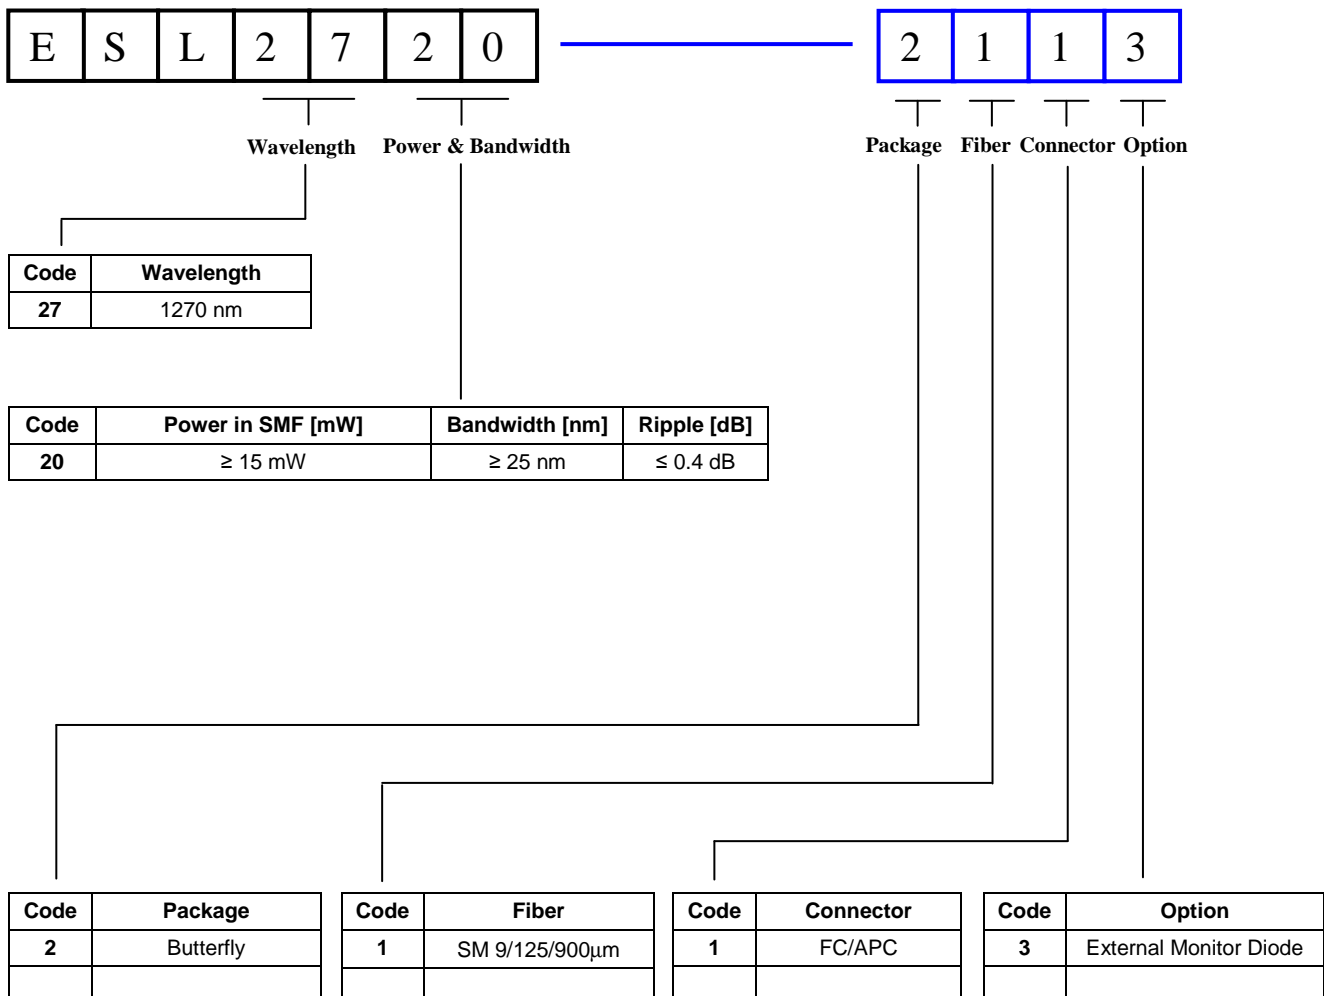 E S L 2 7 2 0 2 1 1 3
Wavelength Power & Bandwidth Package Fiber Connector Option
Code Wavelength
27 1270 nm
Code Power in SMF [mW] Bandwidth [nm] Ripple [dB]
20 ≥ 15 mW ≥ 25 nm ≤ 0.4 dB
Code Package Code Fiber Code Connector Code Option
2 Butterfly 1 SM 9/125/900μm 1 FC/APC 3 External Monitor Diode